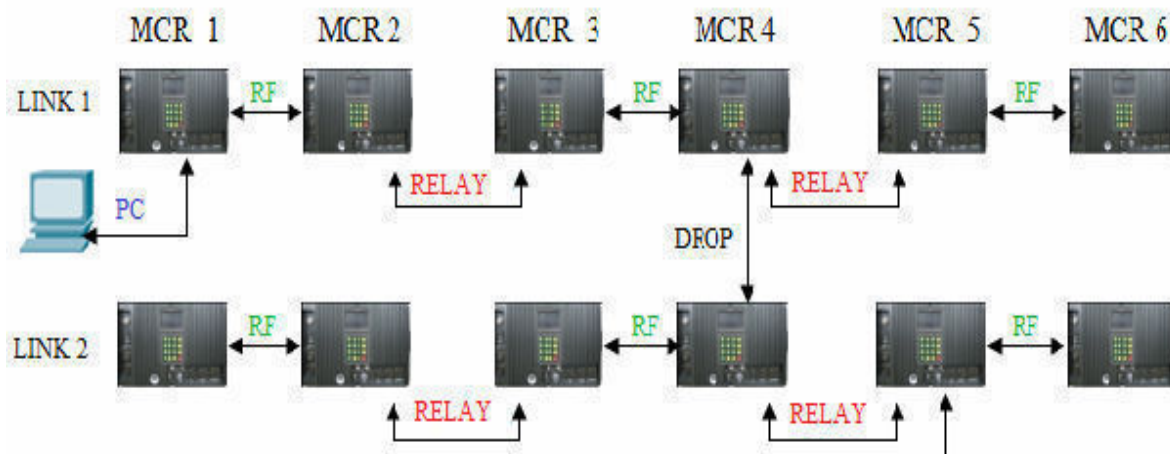 MCR 1 MCR 2 MCR 3 MCR 4 MCR 5 MCR 6
LINK 1 RF RF RF
RELAY RELAY
PC
DROP
LINK 2 RF RF RF
RELAY RELAY